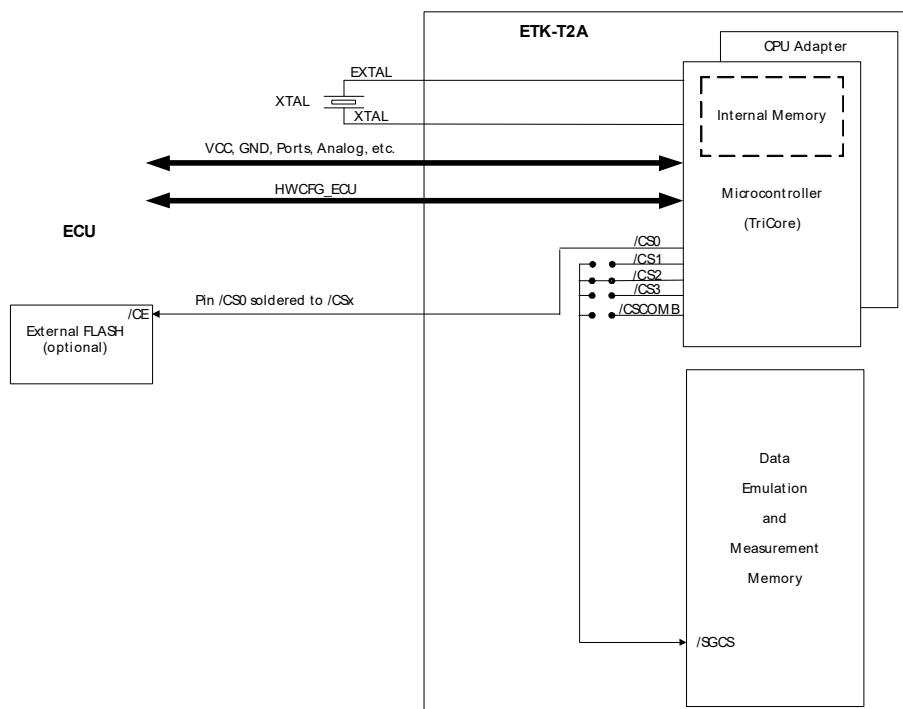 ETK-T2A
CPU Adapter
EXTAL
XTAL
XTAL
Internal Memory
VCC, GND, Ports, Analog, etc.
HWCFG_ECU
Microcontroller
(TriCore)
ECU
/CS0
/CS1
/CS2
/CS3
/CSCOMB
Pin /CS0 soldered to /CSx
/CE
External FLASH
(optional)
Data
Emulation
and
Measurement
Memory
/SGCS